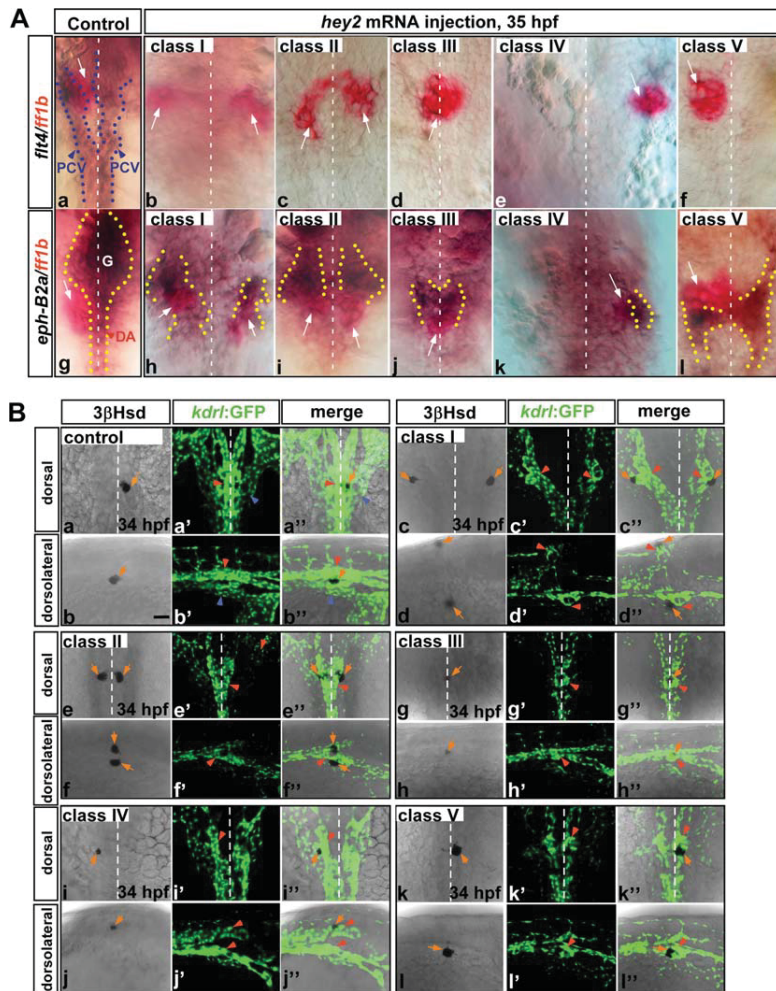 A
Control
hey2 mRNA injection, 35 hpf
flt4/ff1b
PCV
PCV
a
class I
b
class II
c
class III
d
class IV
e
class V
f
eph-B2a/ff1b
G
DA
g
class I
h
class II
i
class III
j
class IV
k
class V
l
B
3βHsd
kdrl:GFP
merge
3βHsd
kdrl:GFP
merge
dorsal
control
a
34 hpf
a’
a’’
class I
c
34 hpf
c’
c’’
dorsolateral
b
b’
b’’
d
d’
d’’
dorsal
class II
e
34 hpf
e’
e’’
class III
g
34 hpf
g’
g’’
dorsolateral
f
f’
f’’
h
h’
h’’
dorsal
class IV
i
34 hpf
i’
i’’
class V
k
34 hpf
k’
k’’
dorsolateral
j
j’
j’’
l
l’
l’’